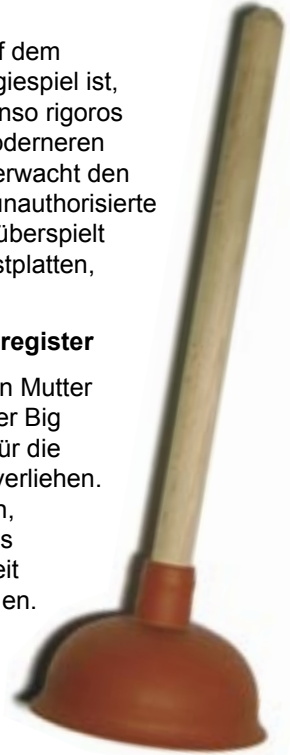 f dem
giespiel ist,
nso rigoros
oderneren
erwacht den
unauthorisierte
überspielt
stplatten,
register
n Mutter
er Big
ür die
verliehen.
n,
s
eit
en.